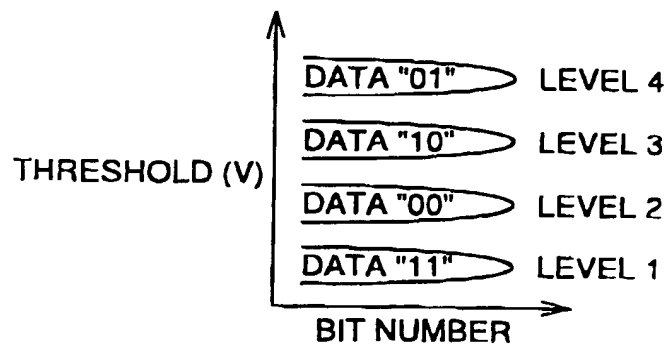 DATA "01" LEVEL 4
DATA "10" LEVEL 3
THRESHOLD (V)
DATA "00" LEVEL 2
DATA "11" LEVEL 1
BIT NUMBER